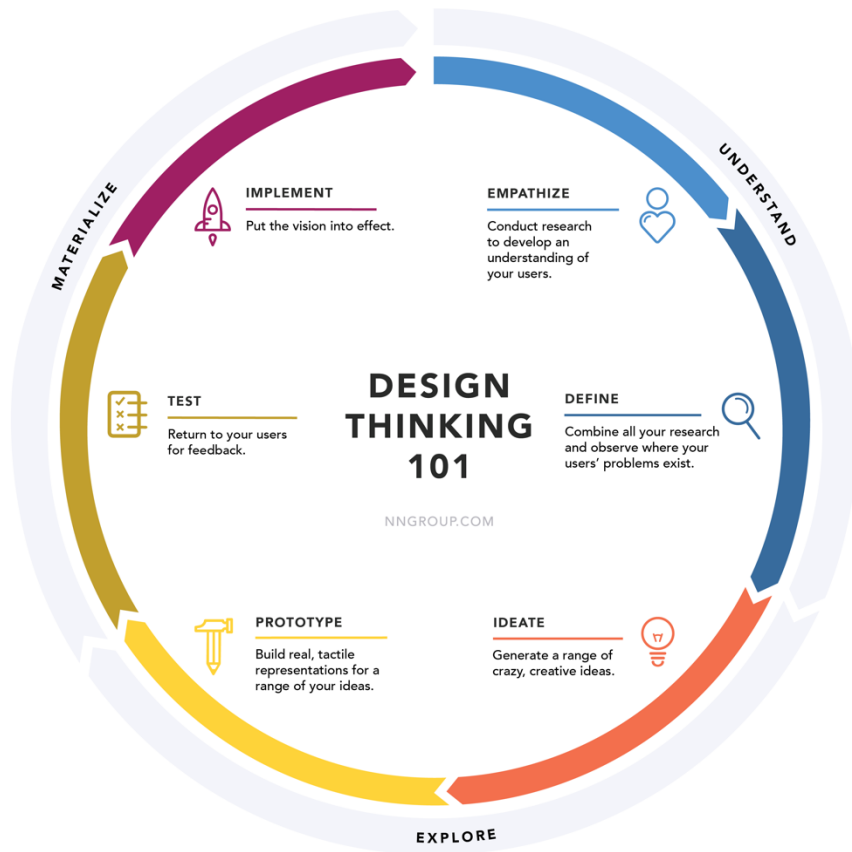 UNDERSTAND
MATERIALIZE
IMPLEMENT
Put the vision into effect.
EMPATHIZE
Conduct research
to develop an
understanding of
your users.
TEST
Return to your users
for feedback.
DESIGN
THINKING
101
NNGROUP.COM
DEFINE
Combine all your research
and observe where your
users’ problems exist.
PROTOTYPE
Build real, tactile
representations for a
range of your ideas.
IDEATE
Generate a range of
crazy, creative ideas.
EXPLORE